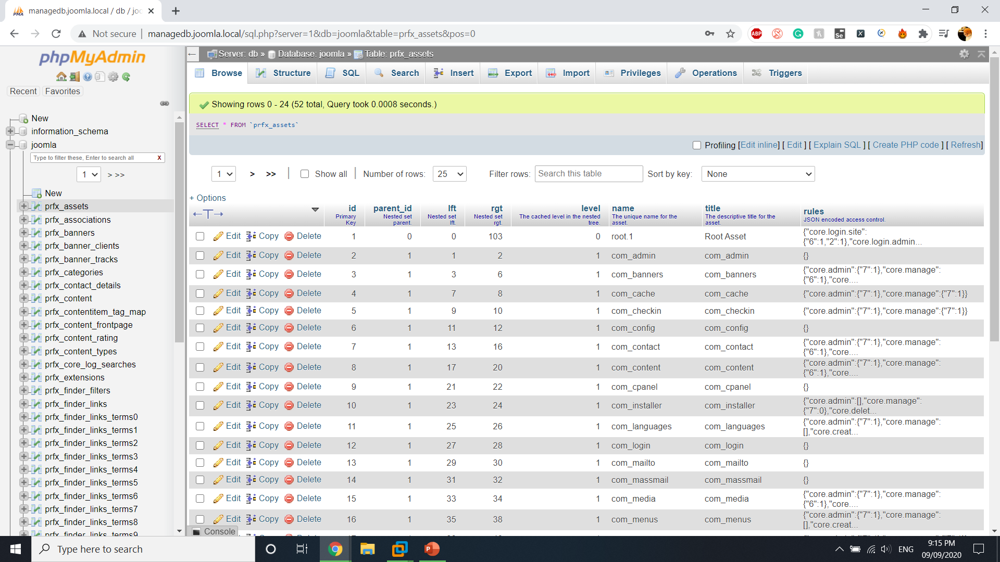 managedb.joomla.local / db / joo
Not secure
managedb.joomla.local/sql.php?server=1&db=joomla&table=prfx_assets&pos=0
phpMyAdmin
Recent Favorites
New
information_schema
joomla
Type to filter these, Enter to search all X
1 > >>
New
prfx_assets
prfx_associations
prfx_banners
prfx_banner_clients
prfx_banner_tracks
prfx_categories
prfx_contact_details
prfx_content
prfx_contentitem_tag_map
prfx_content_frontpage
prfx_content_rating
prfx_content_types
prfx_core_log_searches
prfx_extensions
prfx_finder_filters
prfx_finder_links
prfx_finder_links_terms0
prfx_finder_links_terms1
prfx_finder_links_terms2
prfx_finder_links_terms3
prfx_finder_links_terms4
prfx_finder_links_terms5
prfx_finder_links_terms6
prfx_finder_links_terms7
prfx_finder_links_terms8
prfx_finder_links_terms9
Server: db » Database: joomla » Table: prfx_assets
Browse Structure SQL Search Insert Export Import Privileges Operations Triggers
Showing rows 0 - 24 (52 total, Query took 0.0008 seconds.)
SELECT * FROM `prfx_assets`
Profiling [Edit inline] [ Edit ] [ Explain SQL ] [ Create PHP code ] [ Refresh]
1 > >> Show all Number of rows: 25 Filter rows: Search this table Sort by key: None
+ Options
id parent_id lft rgt level name title rules
Primary Key Nested set parent. Nested set lft. Nested set rgt. The cached level in the nested tree. The unique name for the asset. The descriptive title for the asset. JSON encoded access control.
Edit Copy Delete 1 0 0 103 0 root.1 Root Asset {"core.login.site":
{"6":1,"2":1},"core.login.admin...
Edit Copy Delete 2 1 1 2 1 com_admin com_admin {}
Edit Copy Delete 3 1 3 6 1 com_banners com_banners {"core.admin":{"7":1},"core.manage":
{"6":1},"core....
Edit Copy Delete 4 1 7 8 1 com_cache com_cache {"core.admin":{"7":1},"core.manage":{"7":1}}
Edit Copy Delete 5 1 9 10 1 com_checkin com_checkin {"core.admin":{"7":1},"core.manage":{"7":1}}
Edit Copy Delete 6 1 11 12 1 com_config com_config {}
Edit Copy Delete 7 1 13 16 1 com_contact com_contact {"core.admin":{"7":1},"core.manage":
{"6":1},"core....
Edit Copy Delete 8 1 17 20 1 com_content com_content {"core.admin":{"7":1},"core.manage":
{"6":1},"core....
Edit Copy Delete 9 1 21 22 1 com_cpanel com_cpanel {}
Edit Copy Delete 10 1 23 24 1 com_installer com_installer {"core.admin":[],"core.manage":
{"7":0},"core.delet...
Edit Copy Delete 11 1 25 26 1 com_languages com_languages {"core.admin":{"7":1},"core.manage":
[],"core.creat...
Edit Copy Delete 12 1 27 28 1 com_login com_login {}
Edit Copy Delete 13 1 29 30 1 com_mailto com_mailto {}
Edit Copy Delete 14 1 31 32 1 com_massmail com_massmail {}
Edit Copy Delete 15 1 33 34 1 com_media com_media {"core.admin":{"7":1},"core.manage":
{"6":1},"core....
Edit Copy Delete 16 1 35 38 1 com_menus com_menus {"core.admin":{"7":1},"core.manage":
[],"core.creat...
Console
Type here to search
ENG
9:15 PM
09/09/2020